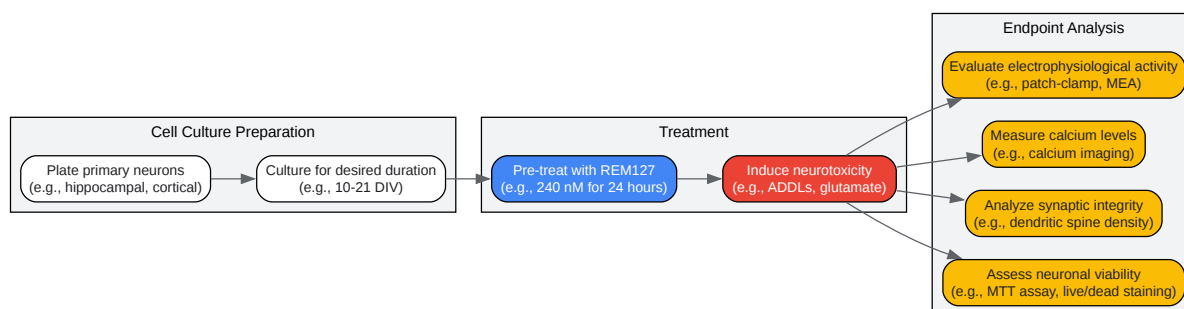 Cell Culture Preparation
Plate primary neurons
(e.g., hippocampal, cortical)
Culture for desired duration
(e.g., 10-21 DIV)
Treatment
Pre-treat with REM127
(e.g., 240 nM for 24 hours)
Induce neurotoxicity
(e.g., ADDLs, glutamate)
Endpoint Analysis
Evaluate electrophysiological activity
(e.g., patch-clamp, MEA)
Measure calcium levels
(e.g., calcium imaging)
Analyze synaptic integrity
(e.g., dendritic spine density)
Assess neuronal viability
(e.g., MTT assay, live/dead staining)